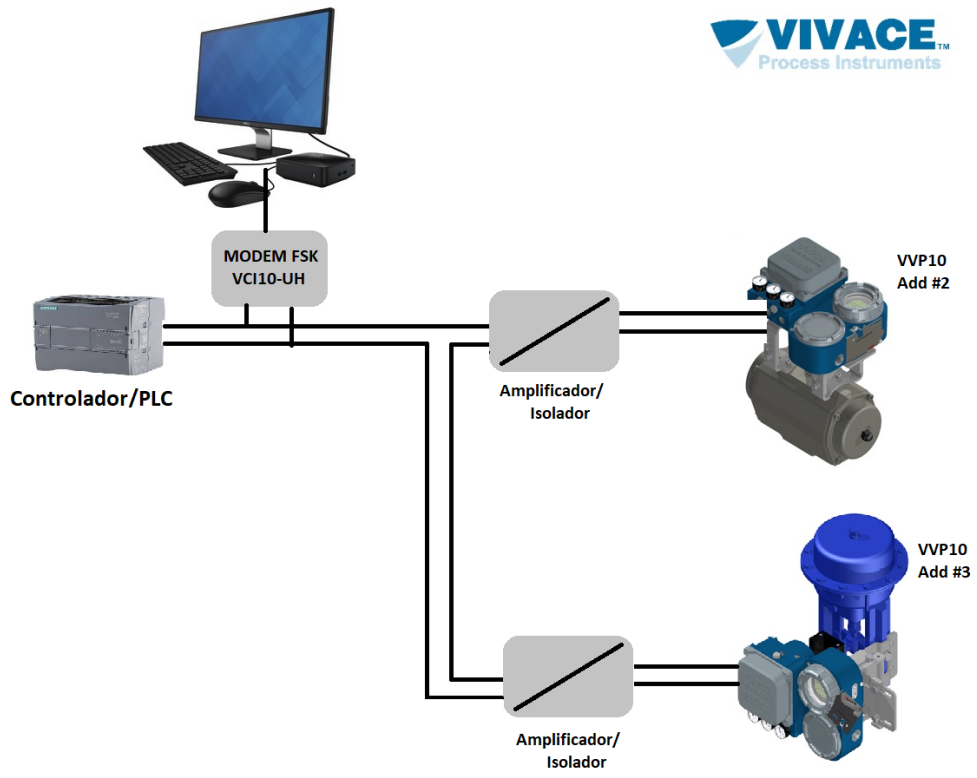 VIVACE™
Process Instruments
MODEM FSK
VCI10-UH
VVP10
Add #2
SIEMENS
Controlador/PLC
Amplificador/
Isolador
VVP10
Add #3
Amplificador/
Isolador